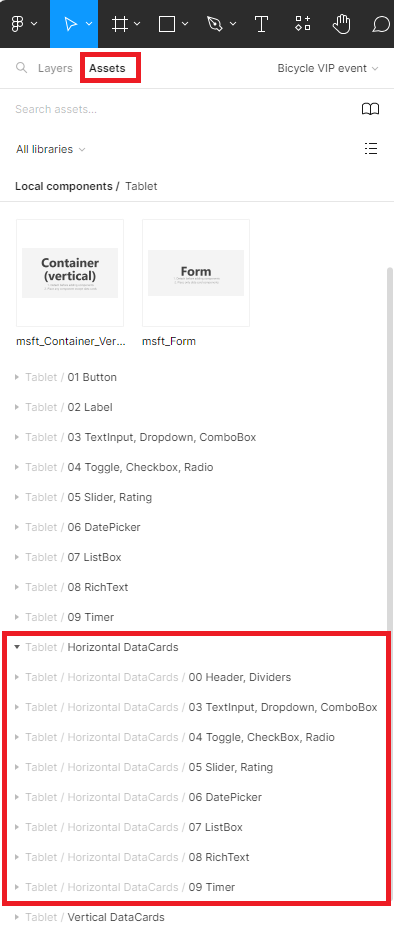 Layers Assets Bicycle VIP event
Search assets...
All libraries
Local components / Tablet
Container
(vertical)
Form
msft_Container_Ver... msft_Form
Tablet / 01 Button
Tablet / 02 Label
Tablet / 03 TextInput, Dropdown, ComboBox
Tablet / 04 Toggle, Checkbox, Radio
Tablet / 05 Slider, Rating
Tablet / 06 DatePicker
Tablet / 07 ListBox
Tablet / 08 RichText
Tablet / 09 Timer
Tablet / Horizontal DataCards
Tablet / Horizontal DataCards / 00 Header, Dividers
Tablet / Horizontal DataCards / 03 TextInput, Dropdown, ComboBox
Tablet / Horizontal DataCards / 04 Toggle, CheckBox, Radio
Tablet / Horizontal DataCards / 05 Slider, Rating
Tablet / Horizontal DataCards / 06 DatePicker
Tablet / Horizontal DataCards / 07 ListBox
Tablet / Horizontal DataCards / 08 RichText
Tablet / Horizontal DataCards / 09 Timer
Tablet / Vertical DataCards